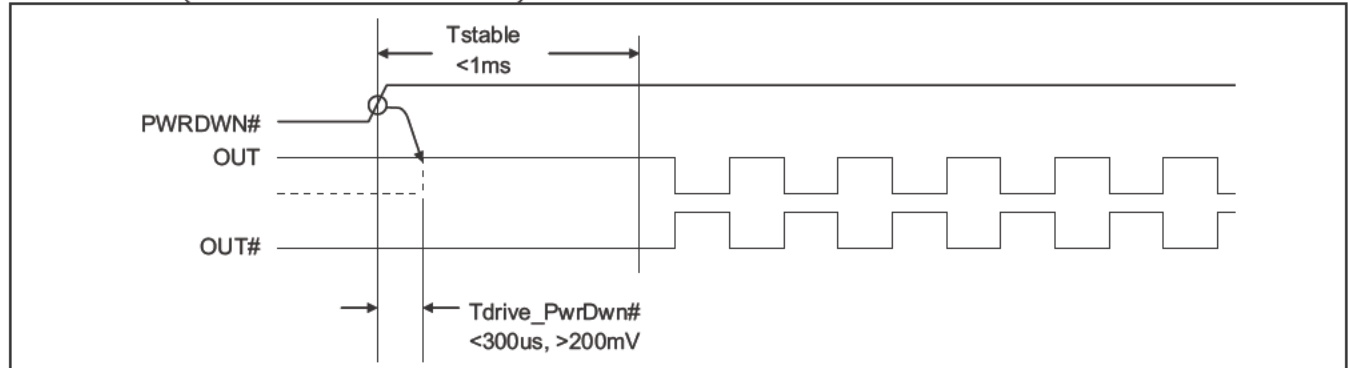 Tstable
<1ms
PWRDWN#
OUT
OUT#
Tdrive_PwrDwn#
<300us, >200mV